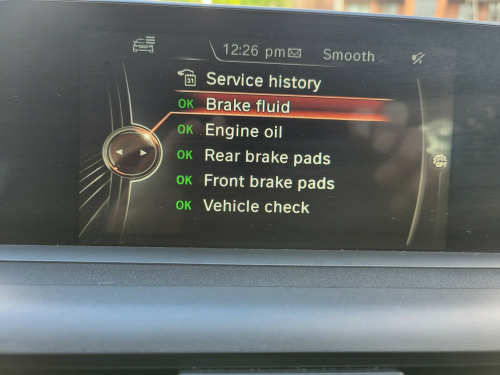 12:26 pm Smooth
31 Service history
OK Brake fluid
OK Engine oil
OK Rear brake pads
OK Front brake pads
OK Vehicle check